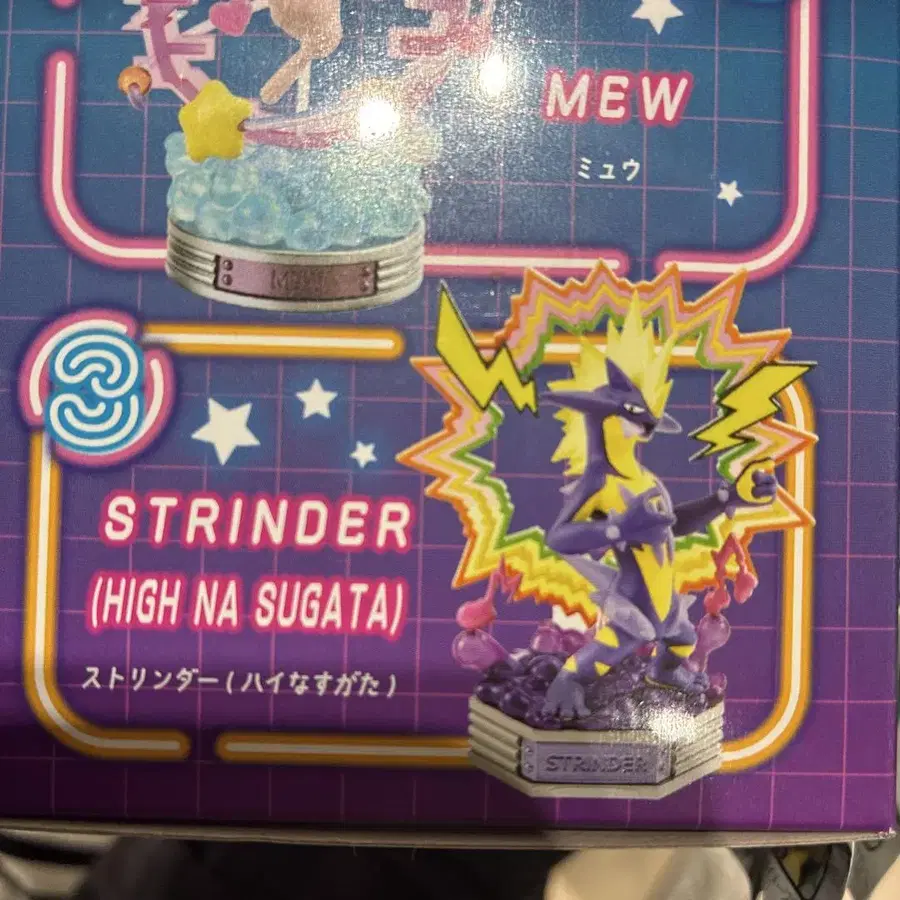 MEW
ミュウ
STRINDER
(HIGH NA SUGATA)
ストリンダー(ハイなすがた)
STRINDER